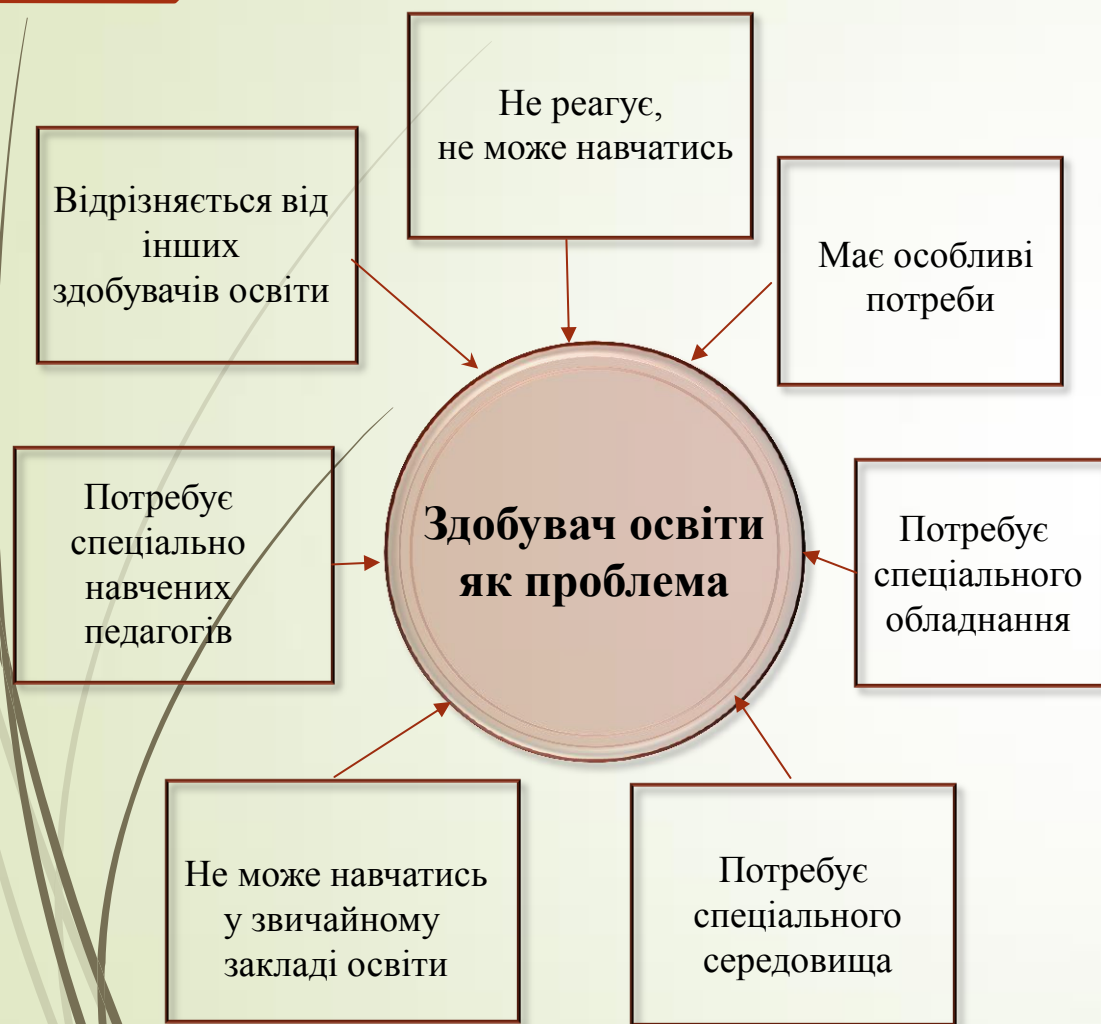 Не реагує,
не може навчатись
Відрізняється від
інших
здобувачів освіти
Має особливі
потреби
Потребує
спеціально
навчених
педагогів
Здобувач освіти
як проблема
Потребує
спеціального
обладнання
Не може навчатись
у звичайному
закладі освіти
Потребує
спеціального
середовища